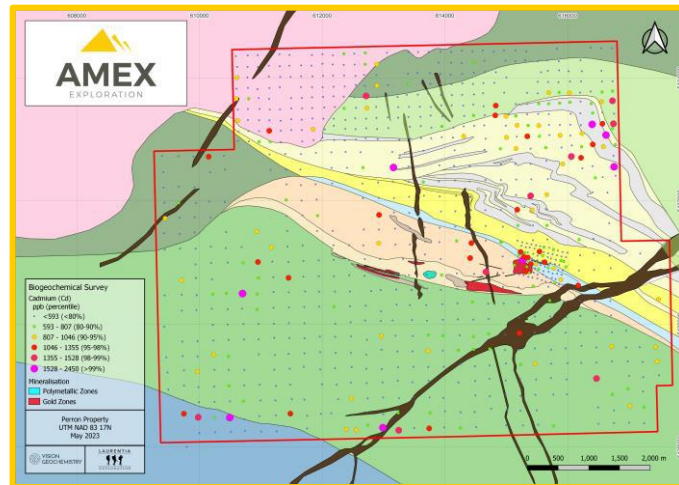 608000
610000
612000
614000
616000
AMEX
EXPLORATION
Biogeochemical Survey
Cadmium (Cd)
ppb (percentile)
<593 (<80%)
593 - 807 (80-90%)
807 - 1046 (90-95%)
1046 - 1355 (95-98%)
1355 - 1528 (98-99%)
1528 - 2450 (>99%)
Mineralisation
Polymetallic Zones
Gold Zones
Perron Property
UTM NAD 83 17N
May 2023
VISION
GEOCHEMISTRY
LAURENTIA
EXPLORATION
0 500 1,000 1,500 2,000 m